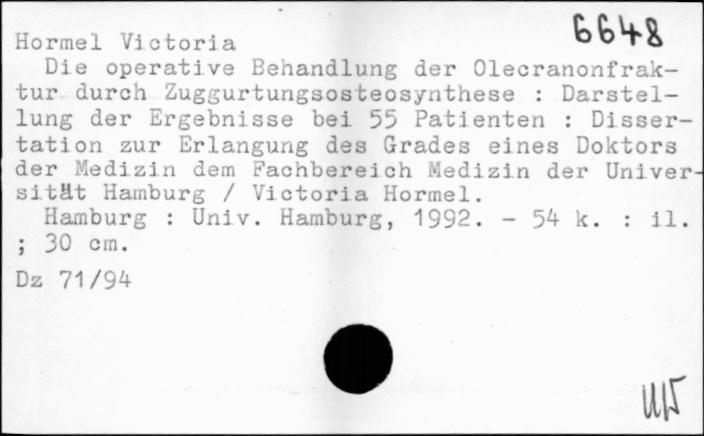 6648
Hormel Victoria
Die operative Behandlung der Olecranonfrak-
tur durch Zuggurtungsosteosynthese : Darstel-
lung der Ergebnisse bei 55 Patienten : Disser-
tation zur Erlangung des Grades eines Doktors
der Medizin dem Fachbereich Medizin der Univer-
sität Hamburg / Victoria Hormel.
Hamburg : Univ. Hamburg, 1992. - 54 k. : il.
; 30 cm.
Dz 71/94